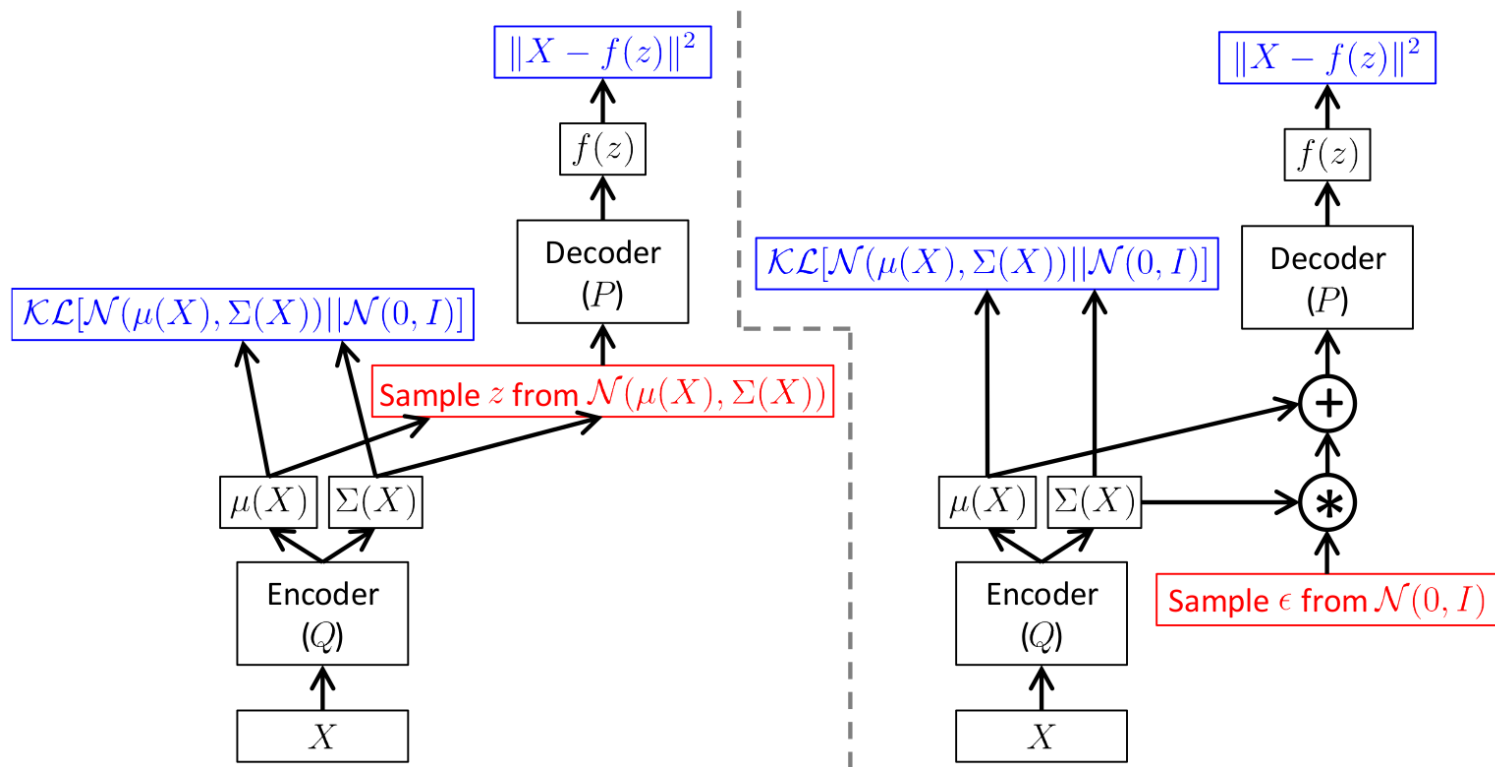 ‖X − f(z)‖²
f(z)
Decoder
(P)
𝒦ℒ[𝒩(μ(X), Σ(X))||𝒩(0, I)]
Sample z from 𝒩(μ(X), Σ(X))
μ(X)
Σ(X)
Encoder
(Q)
X
‖X − f(z)‖²
f(z)
Decoder
(P)
𝒦ℒ[𝒩(μ(X), Σ(X))||𝒩(0, I)]
+
μ(X)
Σ(X)
*
Sample ϵ from 𝒩(0, I)
Encoder
(Q)
X